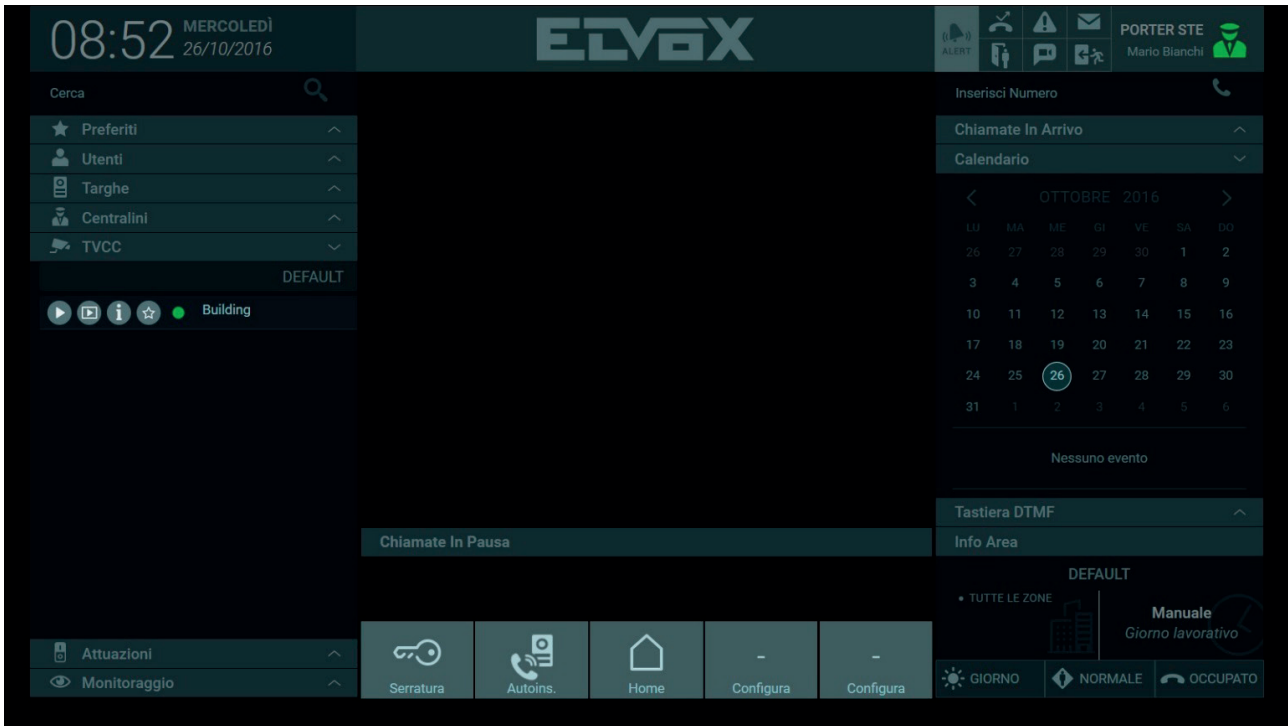 08:52 MERCOLEDÌ
26/10/2016
ELVOX
ALERT
PORTER STE
Mario Bianchi
Cerca
Preferiti
Utenti
Targhe
Centralini
TVCC
DEFAULT
Building
Attuazioni
Monitoraggio
Chiamate In Pausa
Serratura
Autoins.
Home
-
Configura
-
Configura
Inserisci Numero
Chiamate In Arrivo
Calendario
OTTOBRE 2016
LU MA ME GI VE SA DO
26 27 28 29 30 1 2
3 4 5 6 7 8 9
10 11 12 13 14 15 16
17 18 19 20 21 22 23
24 25 26 27 28 29 30
31 1 2 3 4 5 6
Nessuno evento
Tastiera DTMF
Info Area
DEFAULT
• TUTTE LE ZONE
Manuale
Giorno lavorativo
GIORNO
NORMALE
OCCUPATO